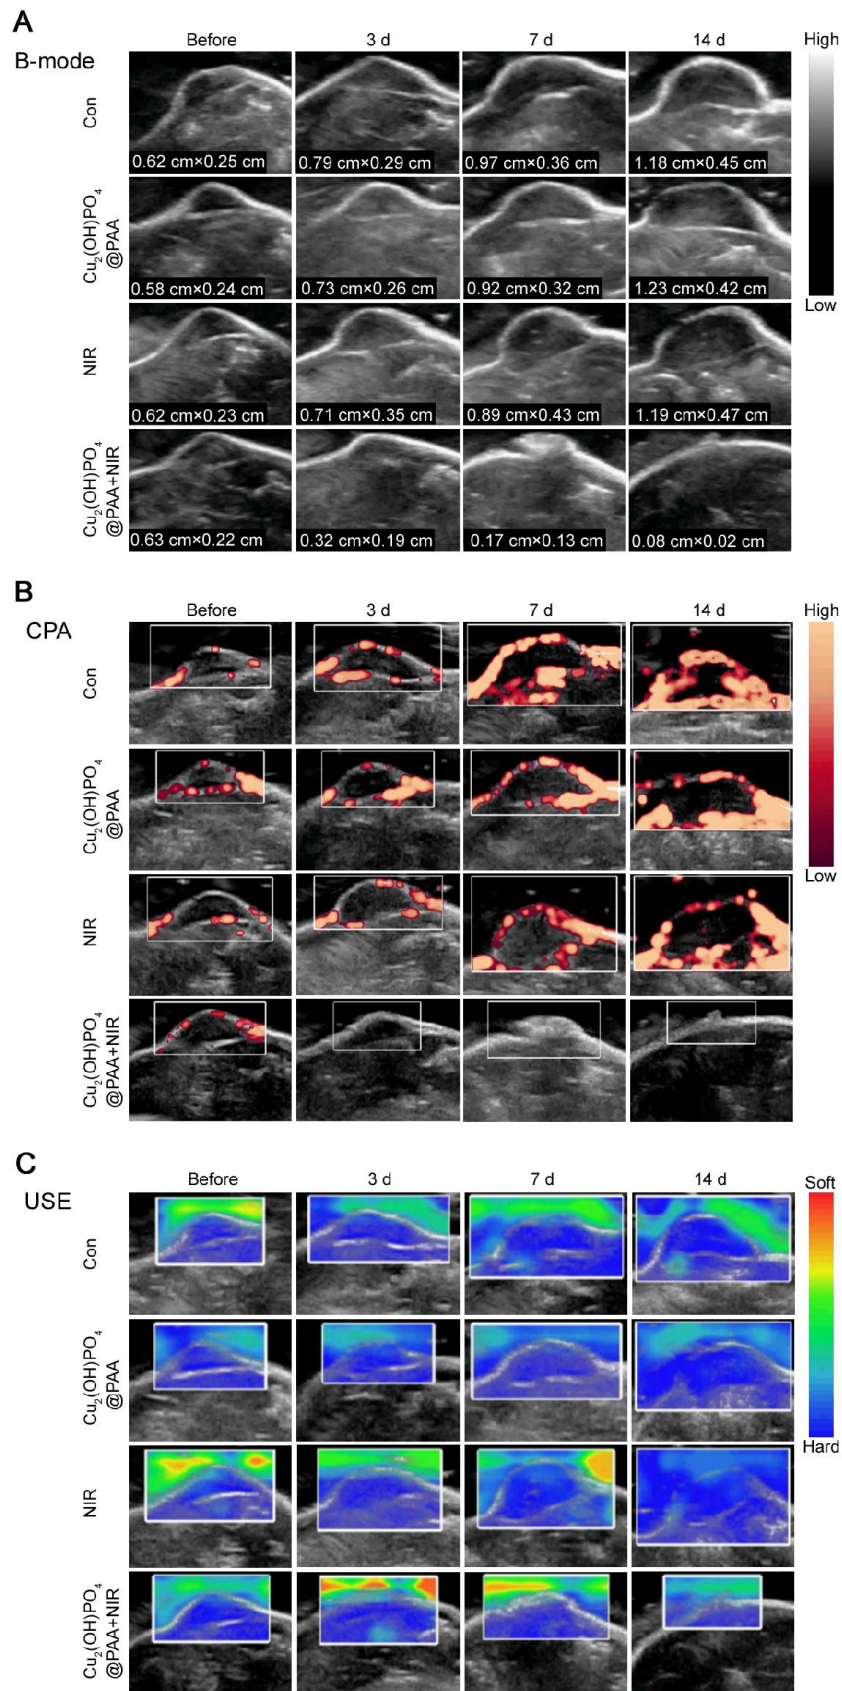 A
Before 3 d 7 d 14 d High
B-mode
Con
0.62 cm×0.25 cm 0.79 cm×0.29 cm 0.97 cm×0.36 cm 1.18 cm×0.45 cm
Cu₂(OH)PO₄
@PAA
0.58 cm×0.24 cm 0.73 cm×0.26 cm 0.92 cm×0.32 cm 1.23 cm×0.42 cm
Low
NIR
0.62 cm×0.23 cm 0.71 cm×0.35 cm 0.89 cm×0.43 cm 1.19 cm×0.47 cm
Cu₂(OH)PO₄
@PAA+NIR
0.63 cm×0.22 cm 0.32 cm×0.19 cm 0.17 cm×0.13 cm 0.08 cm×0.02 cm
B
Before 3 d 7 d 14 d High
CPA
Con
Cu₂(OH)PO₄
@PAA
Low
NIR
Cu₂(OH)PO₄
@PAA+NIR
C
Before 3 d 7 d 14 d Soft
USE
Con
Cu₂(OH)PO₄
@PAA
Hard
NIR
Cu₂(OH)PO₄
@PAA+NIR